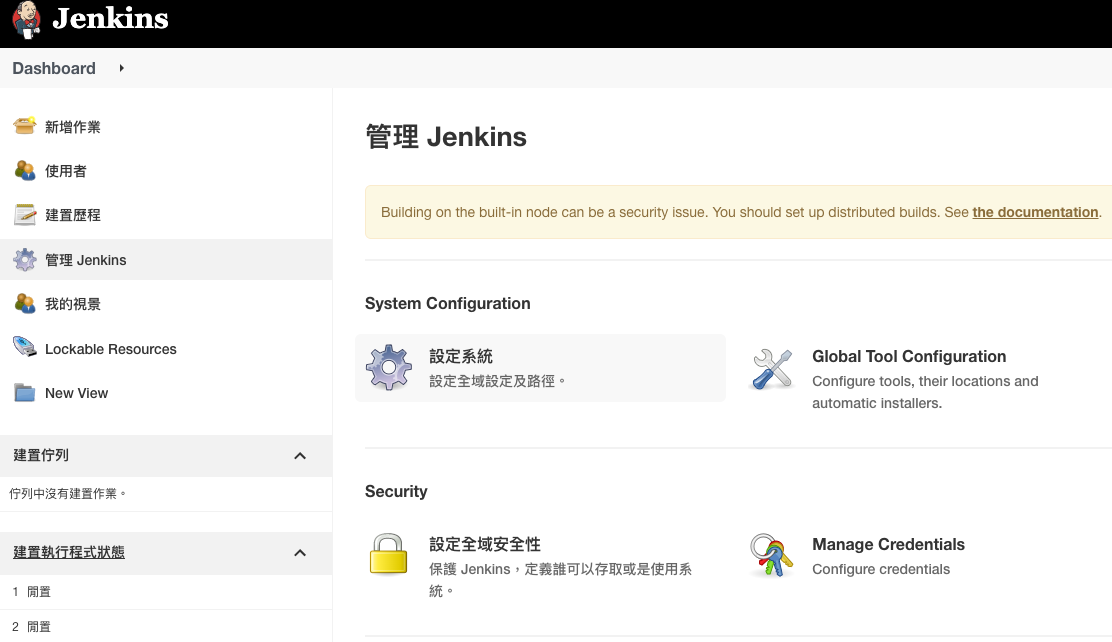 Jenkins
Dashboard
新增作業
使用者
建置歷程
管理 Jenkins
我的視景
Lockable Resources
New View
建置佇列
佇列中沒有建置作業。
建置執行程式狀態
1 閒置
2 閒置
管理 Jenkins
Building on the built-in node can be a security issue. You should set up distributed builds. See the documentation.
System Configuration
設定系統
設定全域設定及路徑。
Global Tool Configuration
Configure tools, their locations and
automatic installers.
Security
設定全域安全性
保護 Jenkins，定義誰可以存取或是使用系
統。
Manage Credentials
Configure credentials